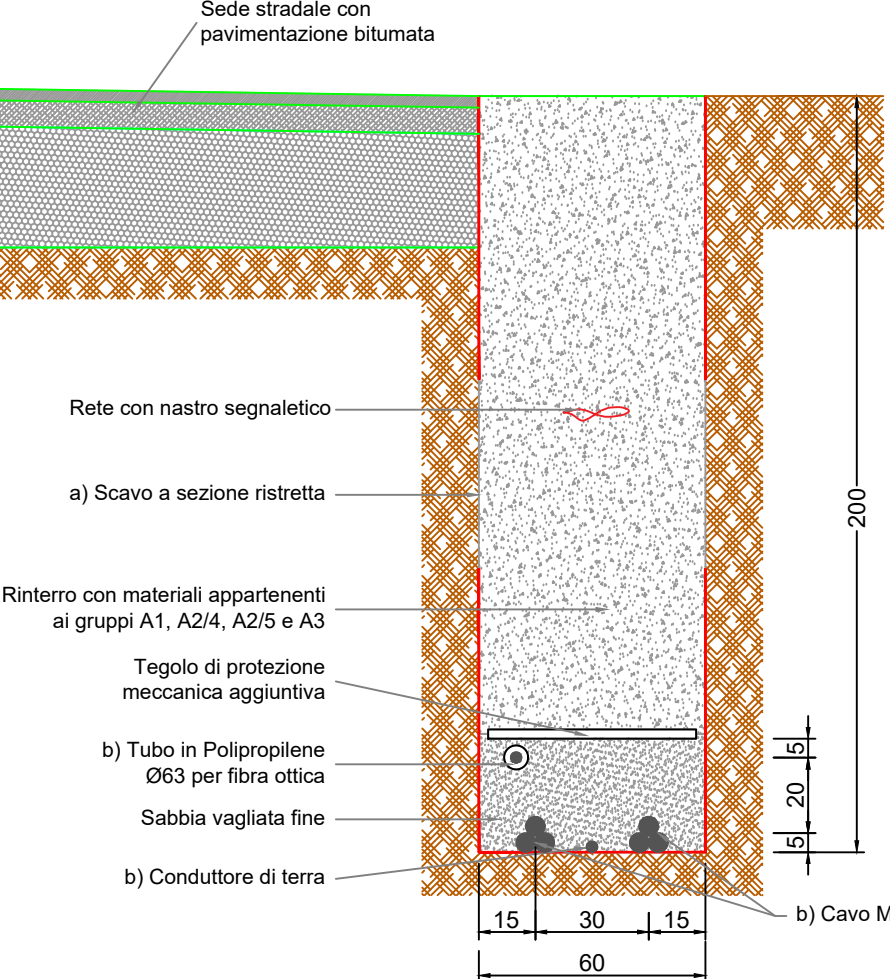 Sede stradale con
pavimentazione bitumata
Rete con nastro segnaletico
a) Scavo a sezione ristretta
200
Rinterro con materiali appartenenti
ai gruppi A1, A2/4, A2/5 e A3
Tegolo di protezione
meccanica aggiuntiva
5
b) Tubo in Polipropilene
Ø63 per fibra ottica
20
Sabbia vagliata fine
5
b) Conduttore di terra
b) Cavo M
15
30
15
60